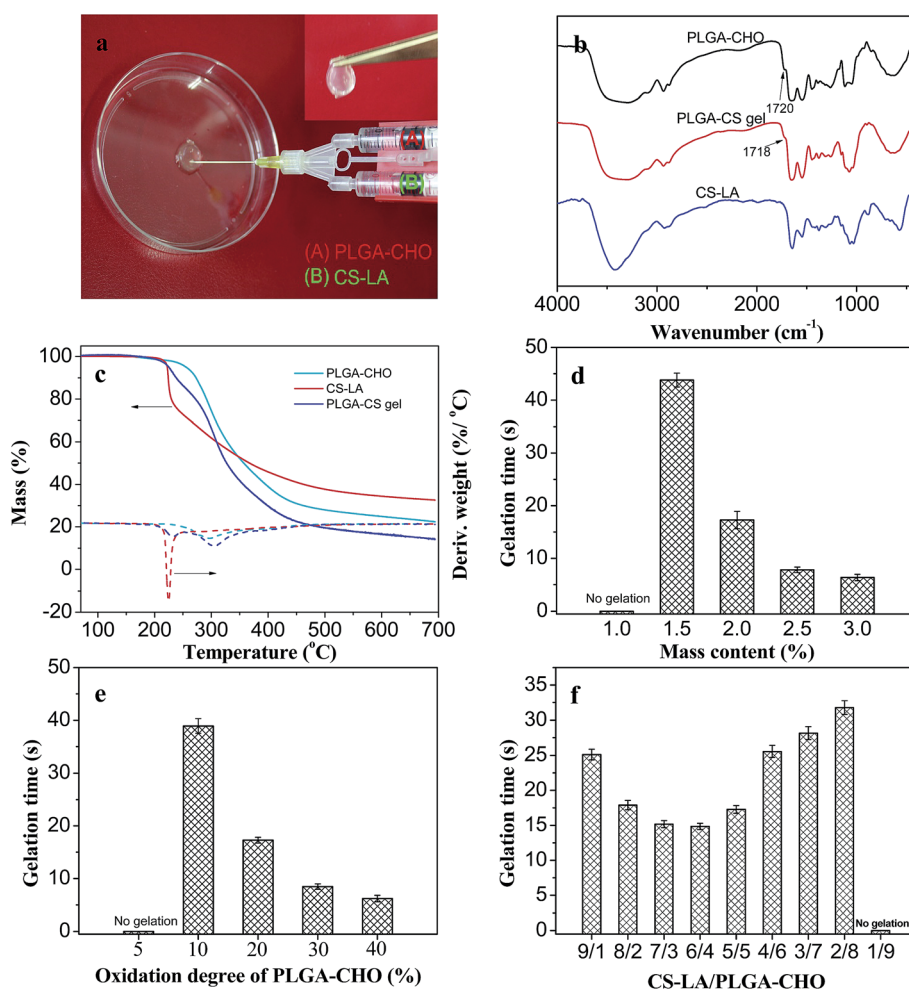 a
(A)
(B)
(A) PLGA-CHO
(B) CS-LA
b
PLGA-CHO
1720
PLGA-CS gel
1718
CS-LA
4000 3000 2000 1000
Wavenumber (cm⁻¹)
c
PLGA-CHO
CS-LA
PLGA-CS gel
100
80
60
40
20
0
-20
Mass (%)
Deriv. weight (%/ °C)
100 200 300 400 500 600 700
Temperature (°C)
d
50
40
30
20
10
0
Gelation time (s)
No gelation
1.0 1.5 2.0 2.5 3.0
Mass content (%)
e
50
40
30
20
10
0
Gelation time (s)
No gelation
5 10 20 30 40
Oxidation degree of PLGA-CHO (%)
f
35
30
25
20
15
10
5
0
Gelation time (s)
No gelation
9/1 8/2 7/3 6/4 5/5 4/6 3/7 2/8 1/9
CS-LA/PLGA-CHO